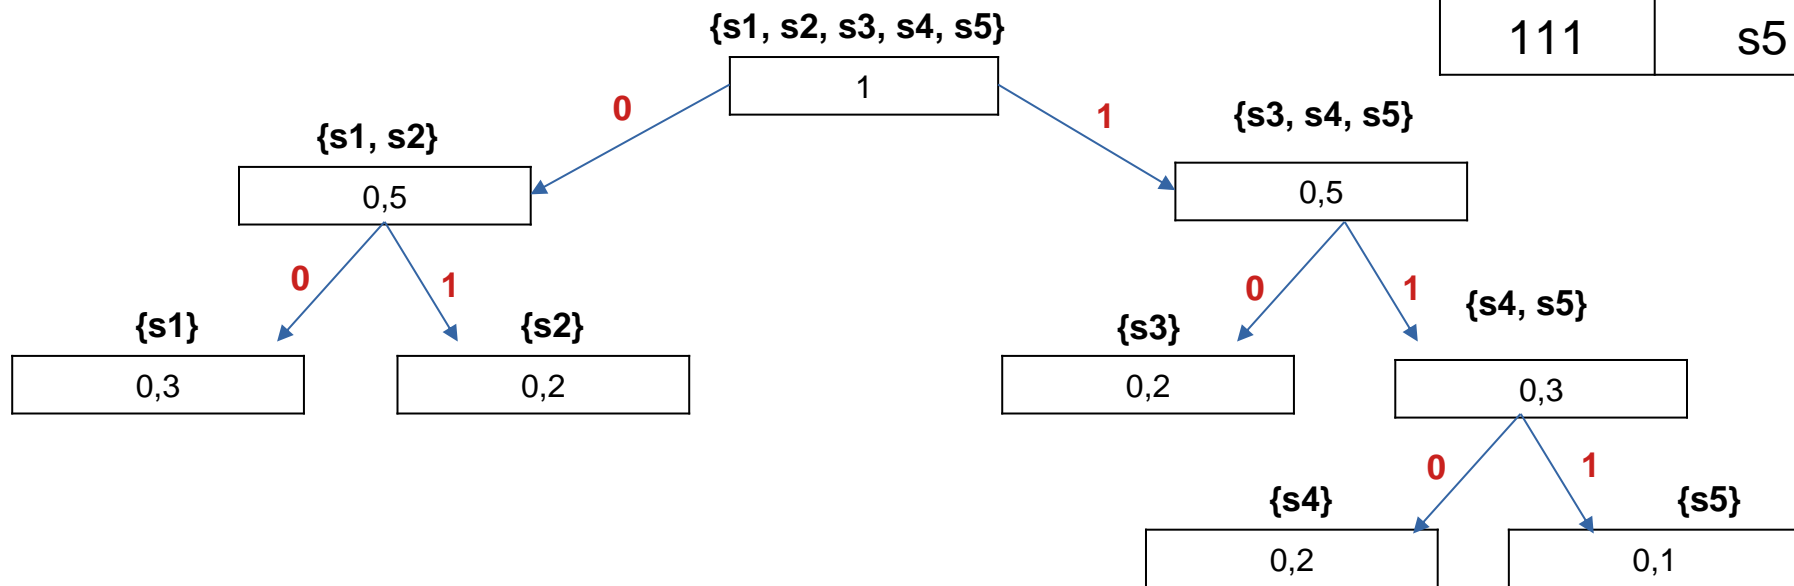 {s1, s2, s3, s4, s5}
111 s5
1
0
1
{s1, s2}
{s3, s4, s5}
0,5
0,5
0
1
0
1
{s4, s5}
{s1}
{s2}
{s3}
0,3
0,2
0,2
0,3
0
1
{s4}
{s5}
0,2
0,1